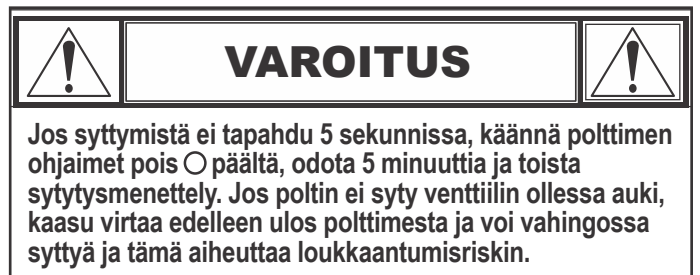 VAROITUS
Jos syttymistä ei tapahdu 5 sekunnissa, käännä polttimen
ohjaimet pois O päältä, odota 5 minuuttia ja toista
sytytysmenettely. Jos poltin ei syty venttiilin ollessa auki,
kaasu virtaa edelleen ulos polttimesta ja voi vahingossa
syttyä ja tämä aiheuttaa loukkaantumisriskin.